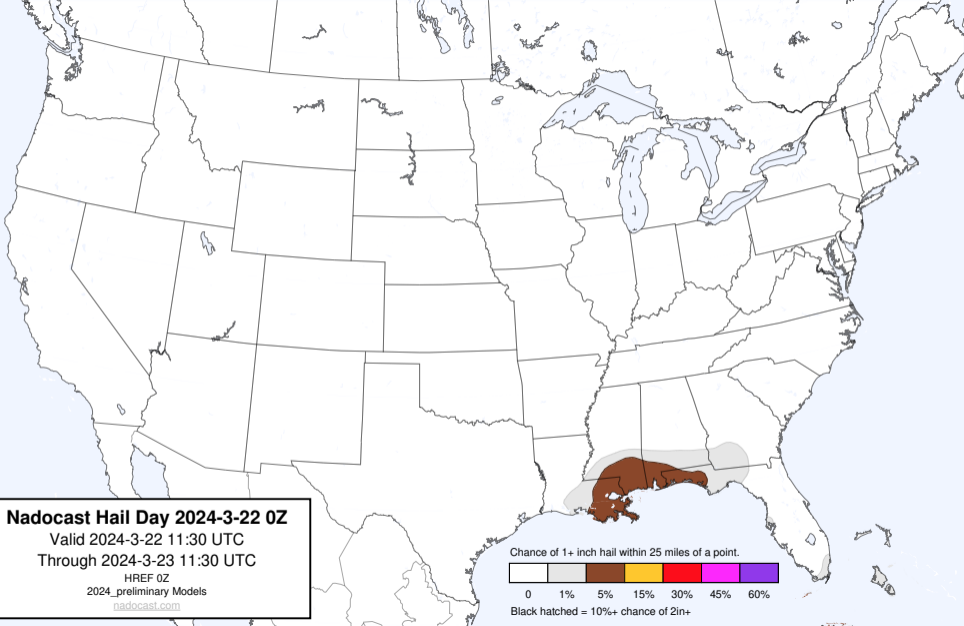 Nadocast Hail Day 2024-3-22 0Z
Valid 2024-3-22 11:30 UTC
Through 2024-3-23 11:30 UTC
HREF 0Z
2024_preliminary Models
nadocast.com
Chance of 1+ inch hail within 25 miles of a point.
0 1% 5% 15% 30% 45% 60%
Black hatched = 10%+ chance of 2in+